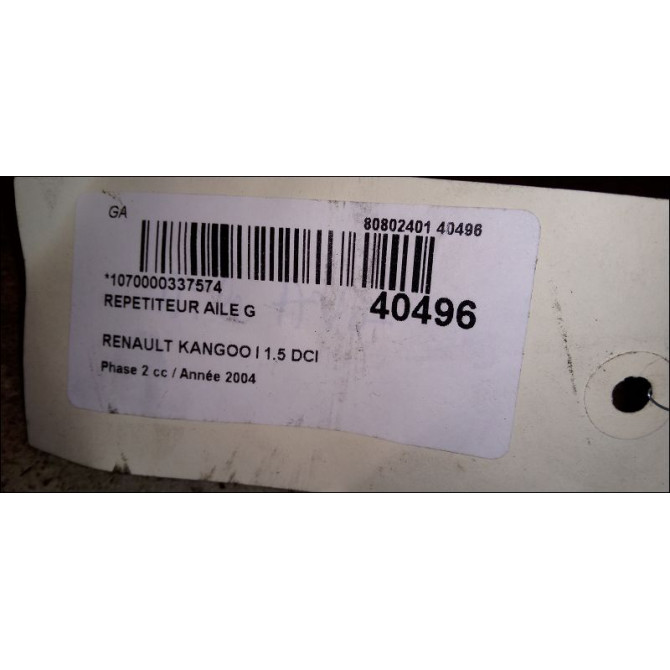 GA
80802401 40496
*1070000337574
REPETITEUR AILE G
40496
RENAULT KANGOO I 1.5 DCI
Phase 2 cc / Année 2004